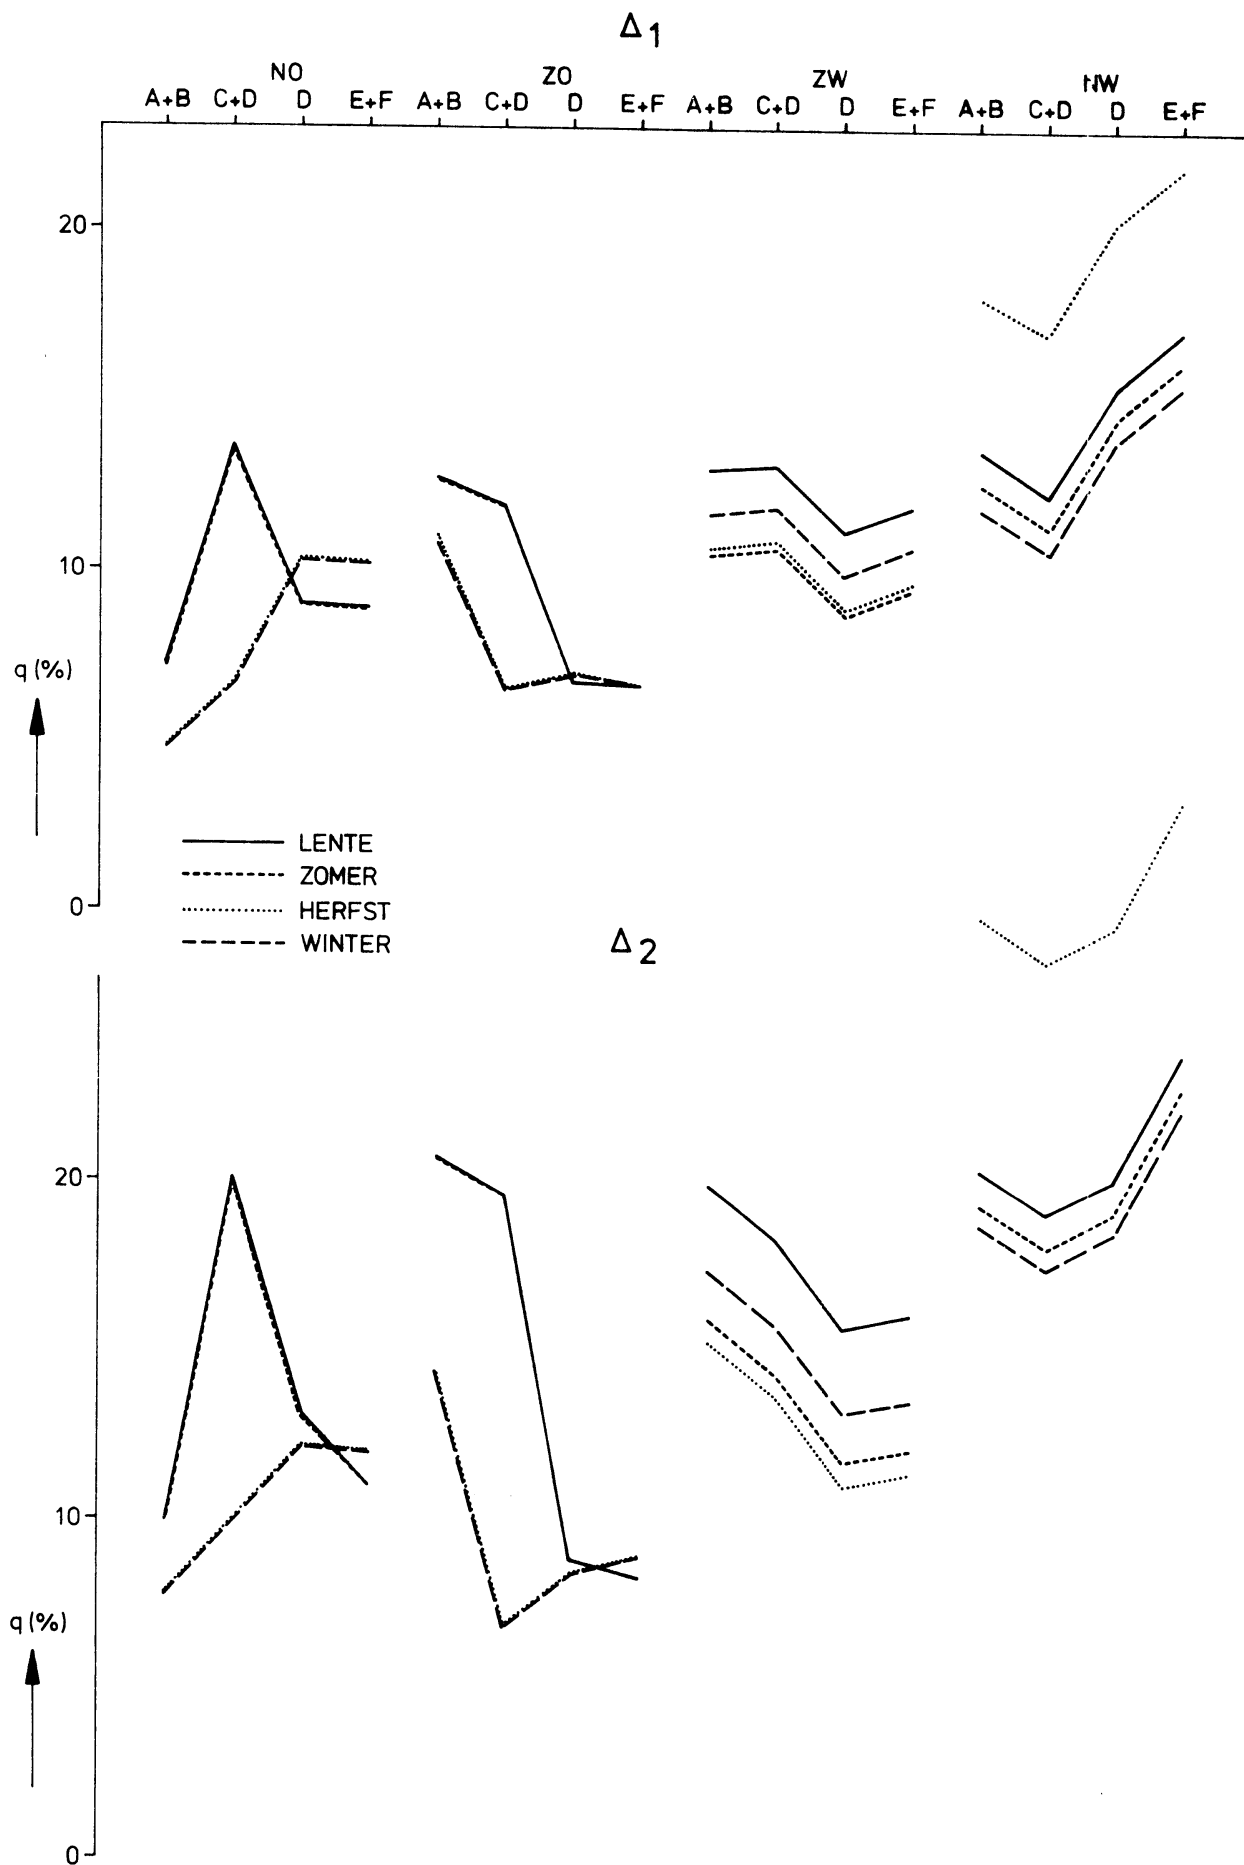 Δ1
NO ZO ZW NW
A+B C+D D E+F A+B C+D D E+F A+B C+D D E+F A+B C+D D E+F
20
10
q (%)
0
LENTE
ZOMER
HERFST
WINTER
Δ2
20
10
q (%)
0